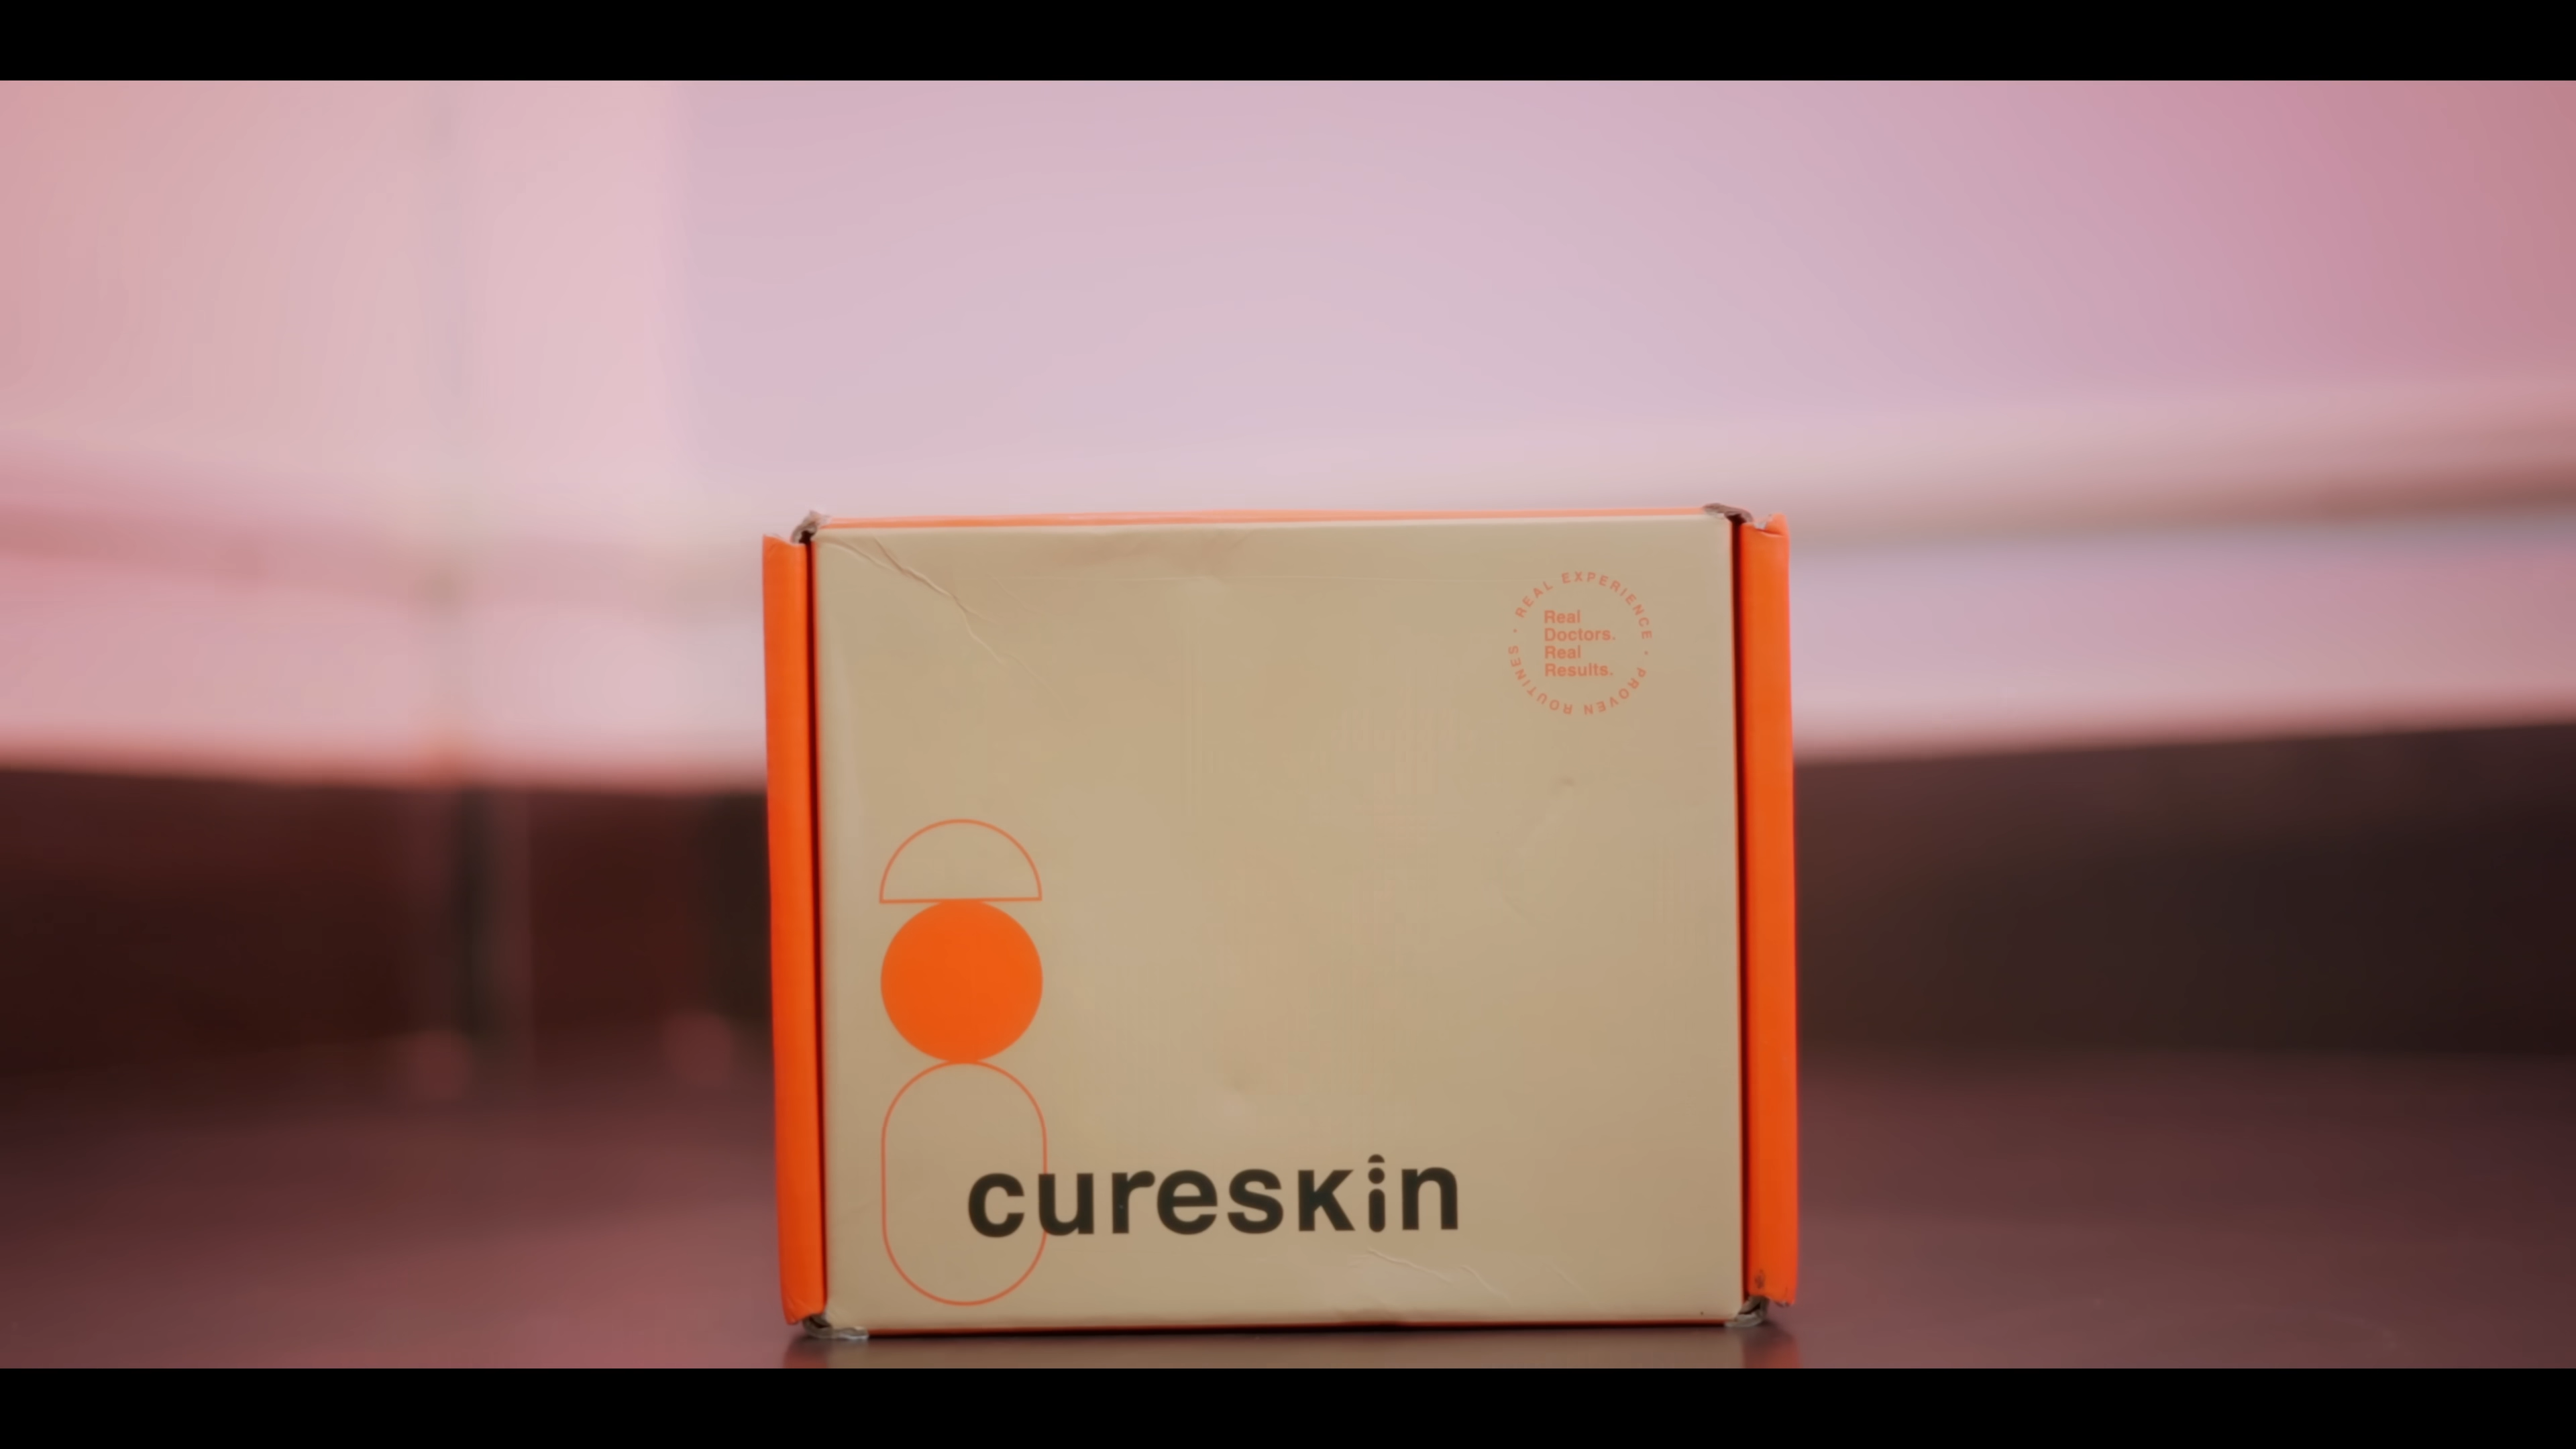 REAL EXPERIENCE • PROVEN ROUTINES •
Real
Doctors.
Real
Results.
cureskin